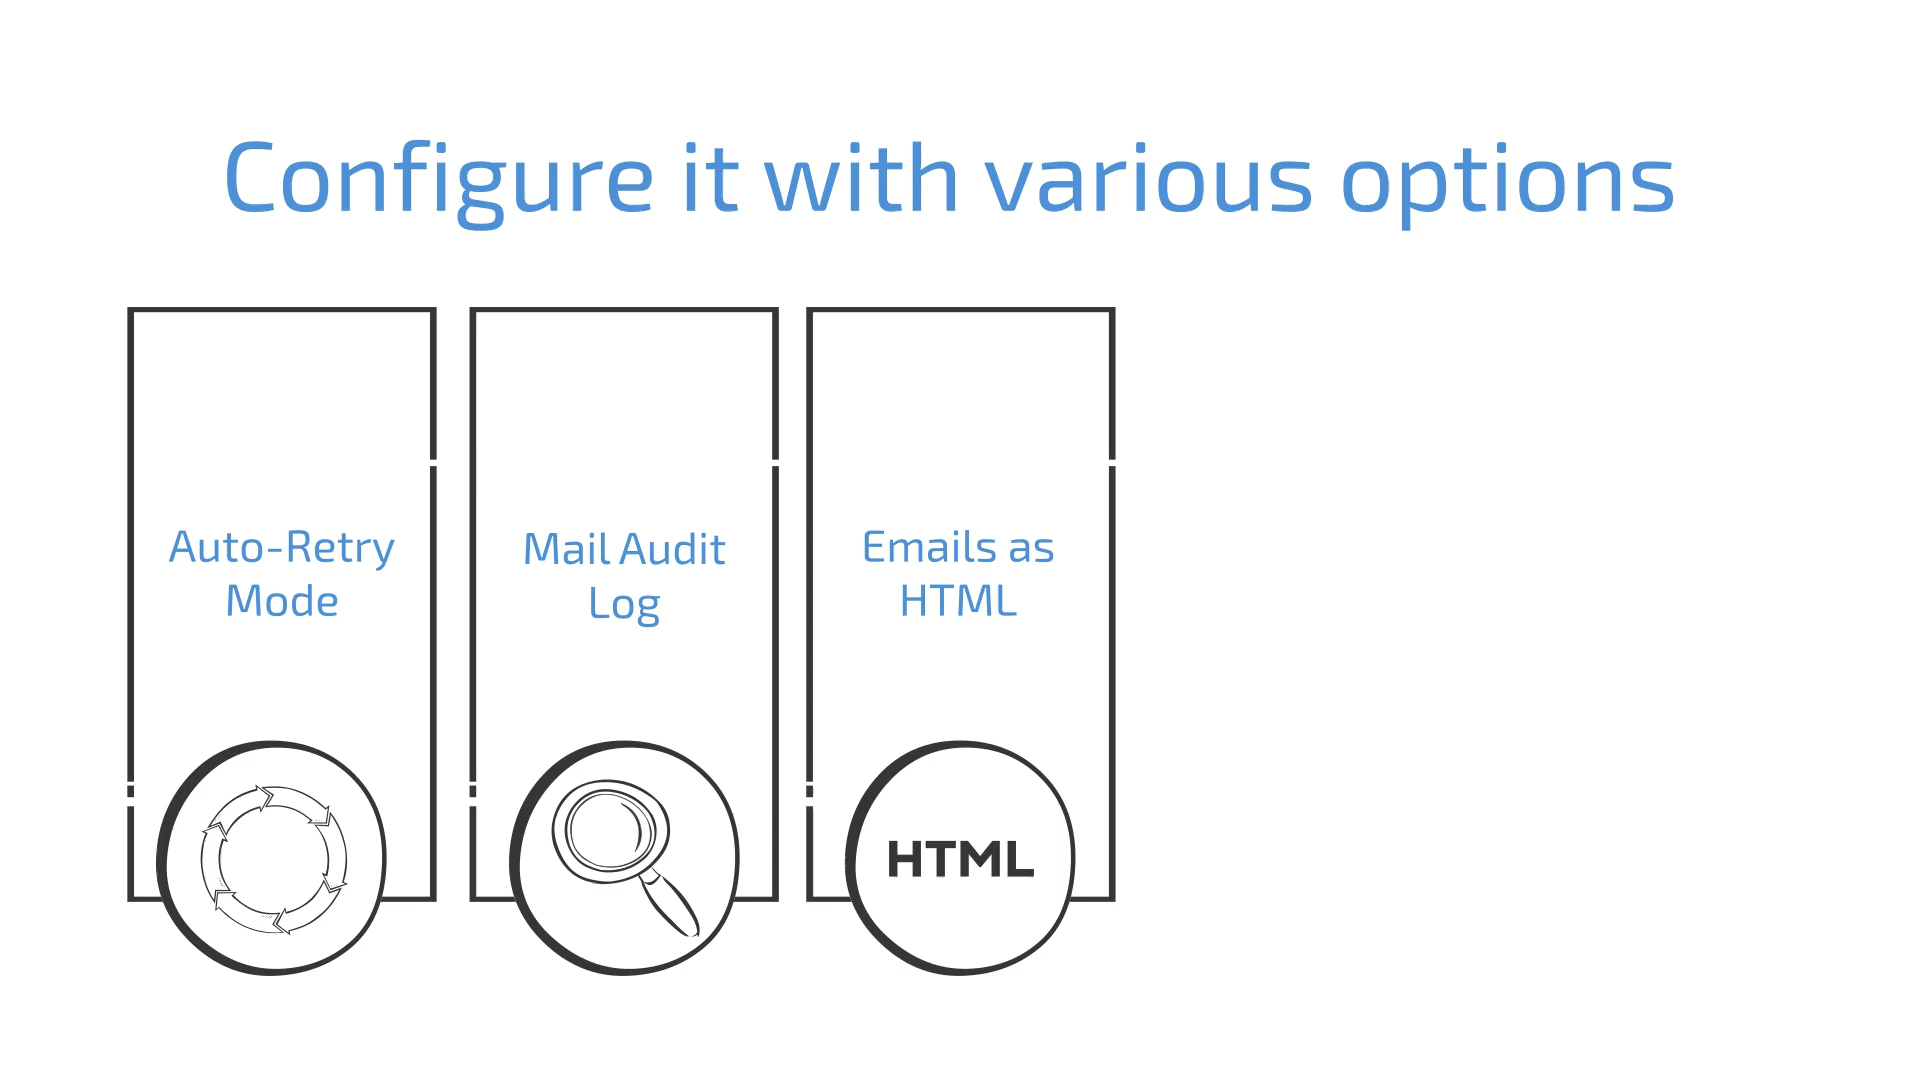 Configure it with various options
Auto-Retry
Mode
Mail Audit
Log
Emails as
HTML
HTML